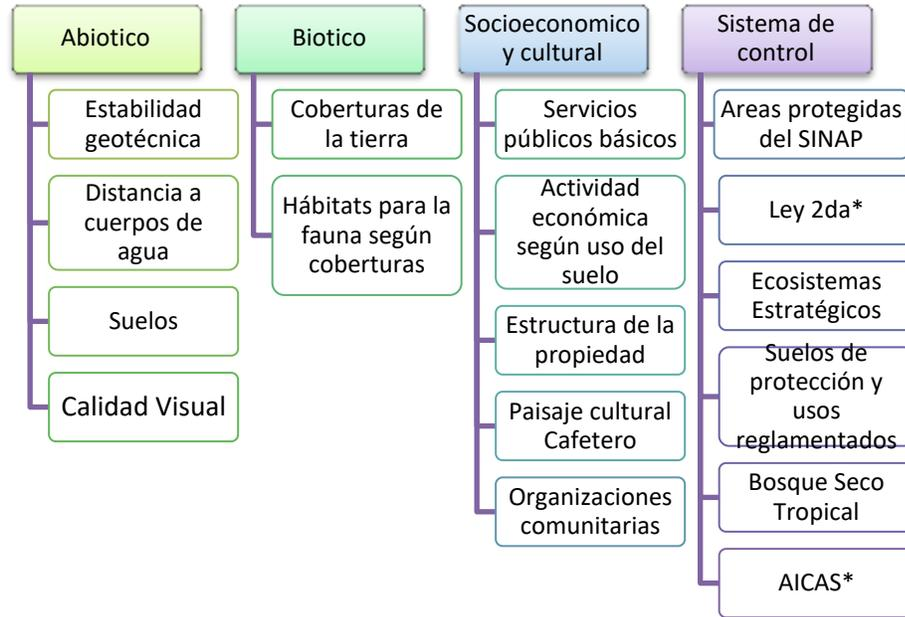 Abiotico
Estabilidad
geotécnica
Distancia a
cuerpos de
agua
Suelos
Calidad Visual
Biotico
Coberturas de
la tierra
Hábitats para la
fauna según
coberturas
Socioeconomico
y cultural
Servicios
públicos básicos
Actividad
económica
según uso del
suelo
Estructura de la
propiedad
Paisaje cultural
Cafetero
Organizaciones
comunitarias
Sistema de
control
Areas protegidas
del SINAP
Ley 2da*
Ecosistemas
Estratégicos
Suelos de
protección y
usos
reglamentados
Bosque Seco
Tropical
AICAS*